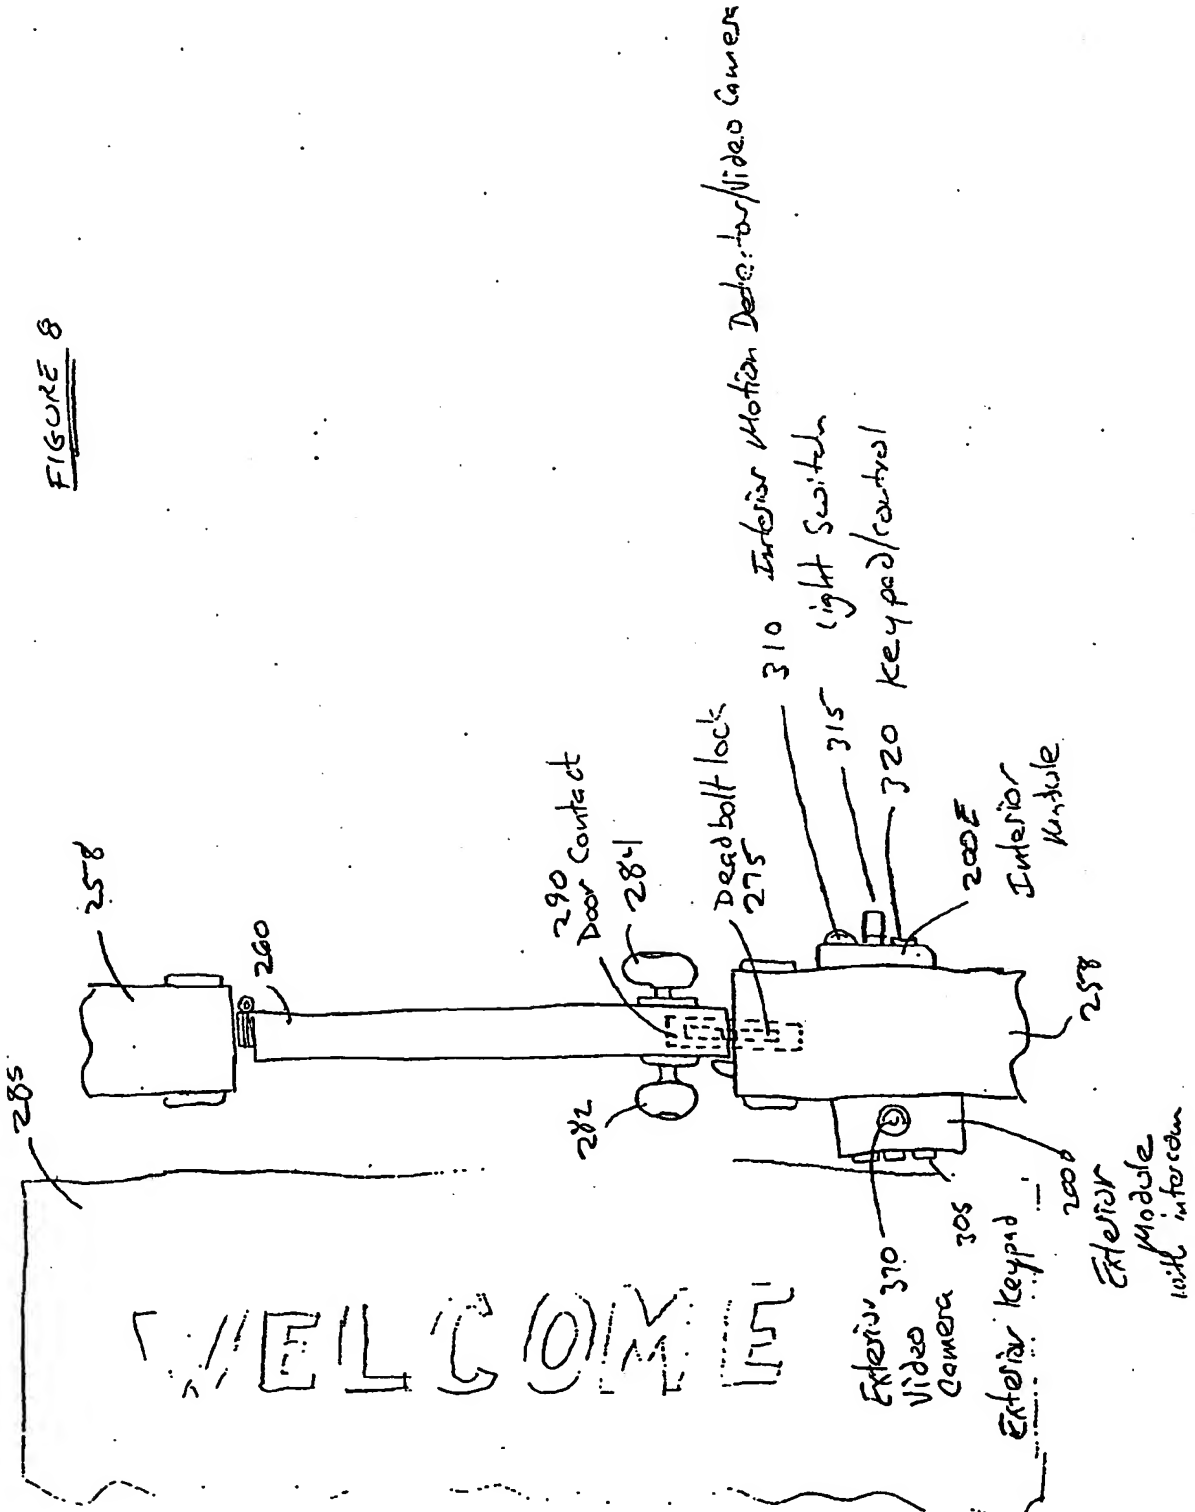 FIGURE 8
285
258
260
290
Door Contact
284
282
Deadbolt lock
275
310 Interior Motion Detector/Video Camera
315 Light Switch
320 keypad/control
200E
Interior
Module
258
WELCOME
Exterior
Video
Camera
370
305
Exterior Keypad
200D
Exterior
Module
with intercom